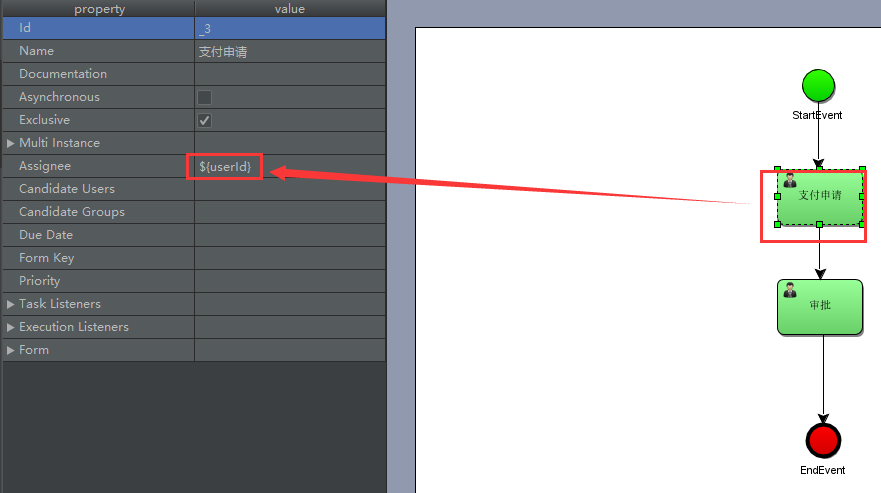 property value
Id _3
Name 支付申请
Documentation
Asynchronous
Exclusive
Multi Instance
Assignee ${userId}
Candidate Users
Candidate Groups
Due Date
Form Key
Priority
Task Listeners
Execution Listeners
Form
StartEvent
支付申请
审批
EndEvent